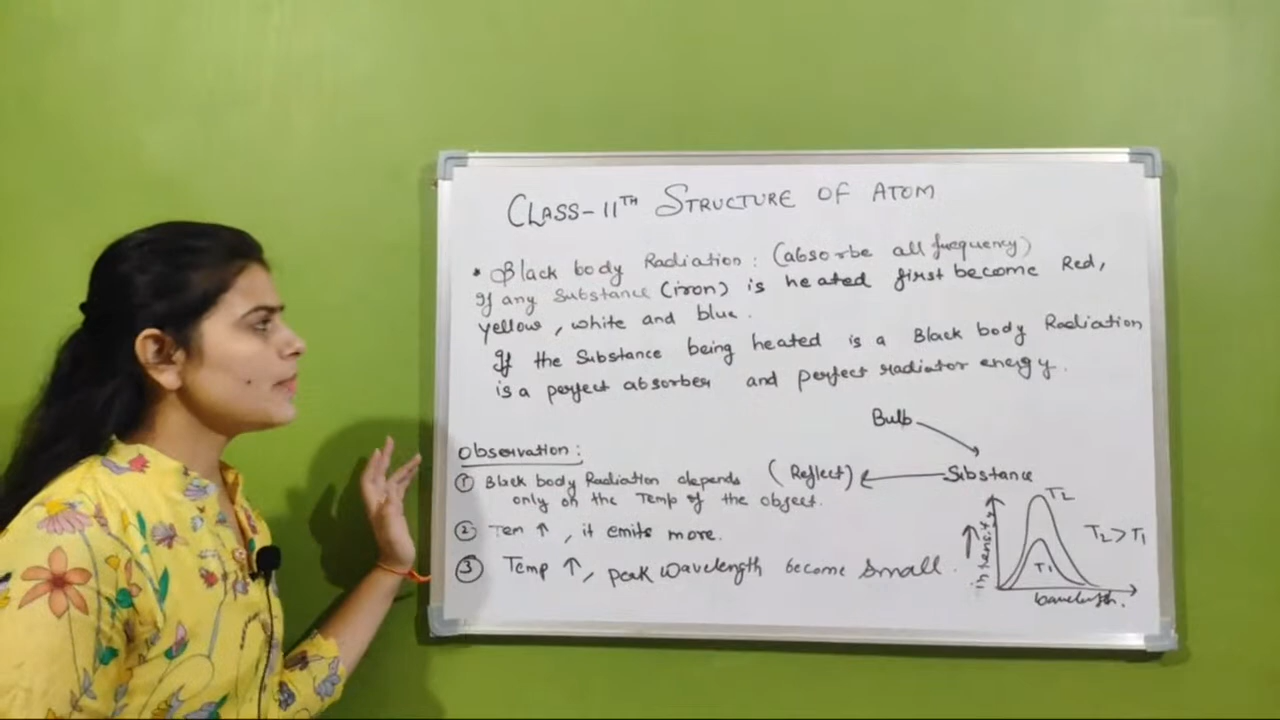 CLASS-11TH STRUCTURE OF ATOM
* Black body Radiation : (absorbe all frequency)
If any Substance (iron) is heated first become Red,
yellow, white and blue.
If the Substance being heated is a Black body Radiation
is a perfect absorber and perfect radiator energy.
Bulb
Observation :
① Black body Radiation depends (Reflect) Substance
only on the Temp of the object.
② Tem ↑, it emits more.
③ Temp ↑, peak wavelength become small.
T2
T2 > T1
T1
↑ intensity